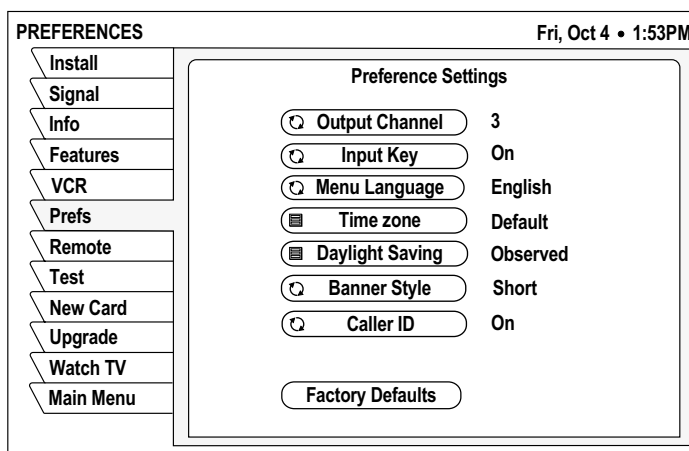 PREFERENCES
Fri, Oct 4 • 1:53PM
Install
Signal
Info
Features
VCR
Prefs
Remote
Test
New Card
Upgrade
Watch TV
Main Menu
Preference Settings
Output Channel 3
Input Key On
Menu Language English
Time zone Default
Daylight Saving Observed
Banner Style Short
Caller ID On
Factory Defaults